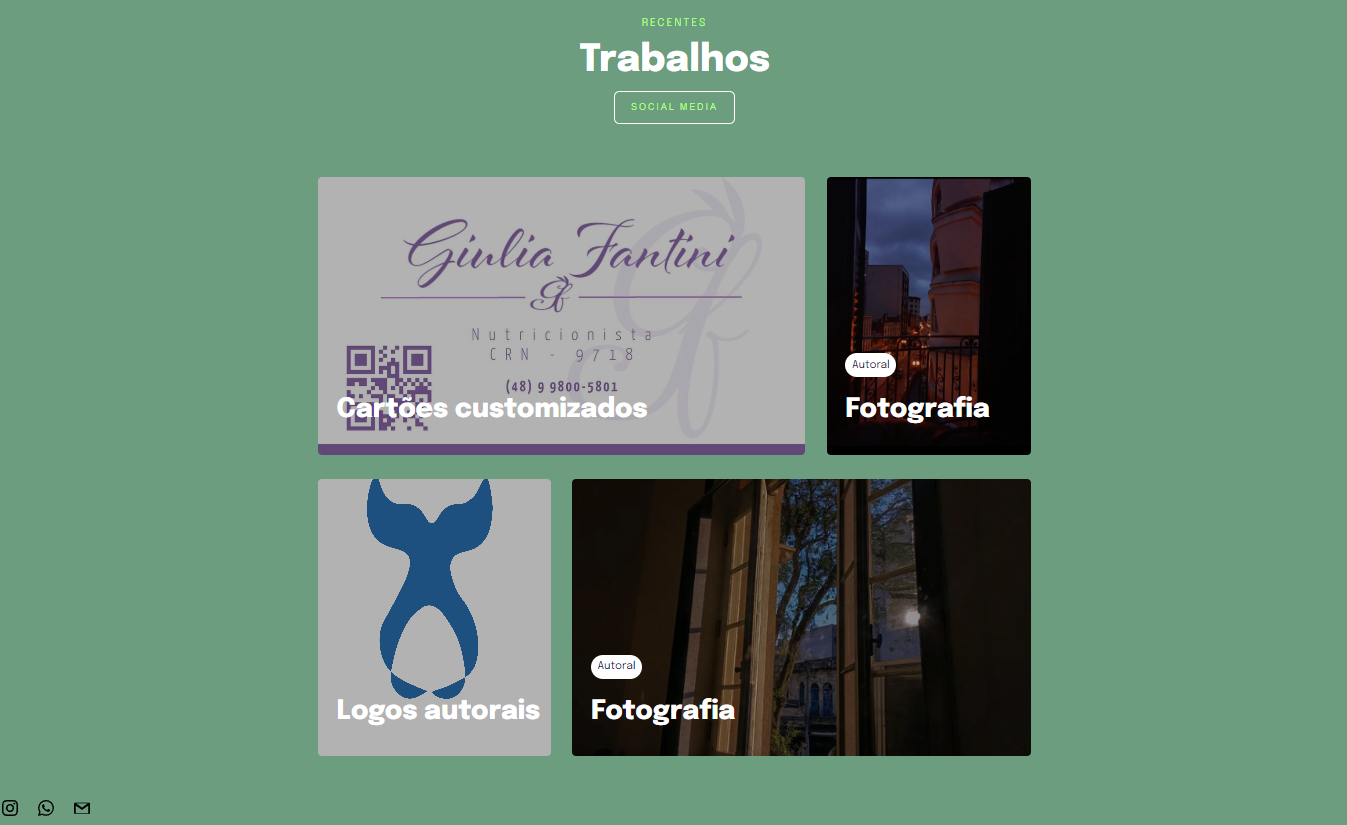 RECENTES
Trabalhos
SOCIAL MEDIA
Giulia Fantini
Gf
Nutricionista
CRN - 9718
(48) 9 9800-5801
Cartões customizados
Autoral
Fotografia
Logos autorais
Autoral
Fotografia